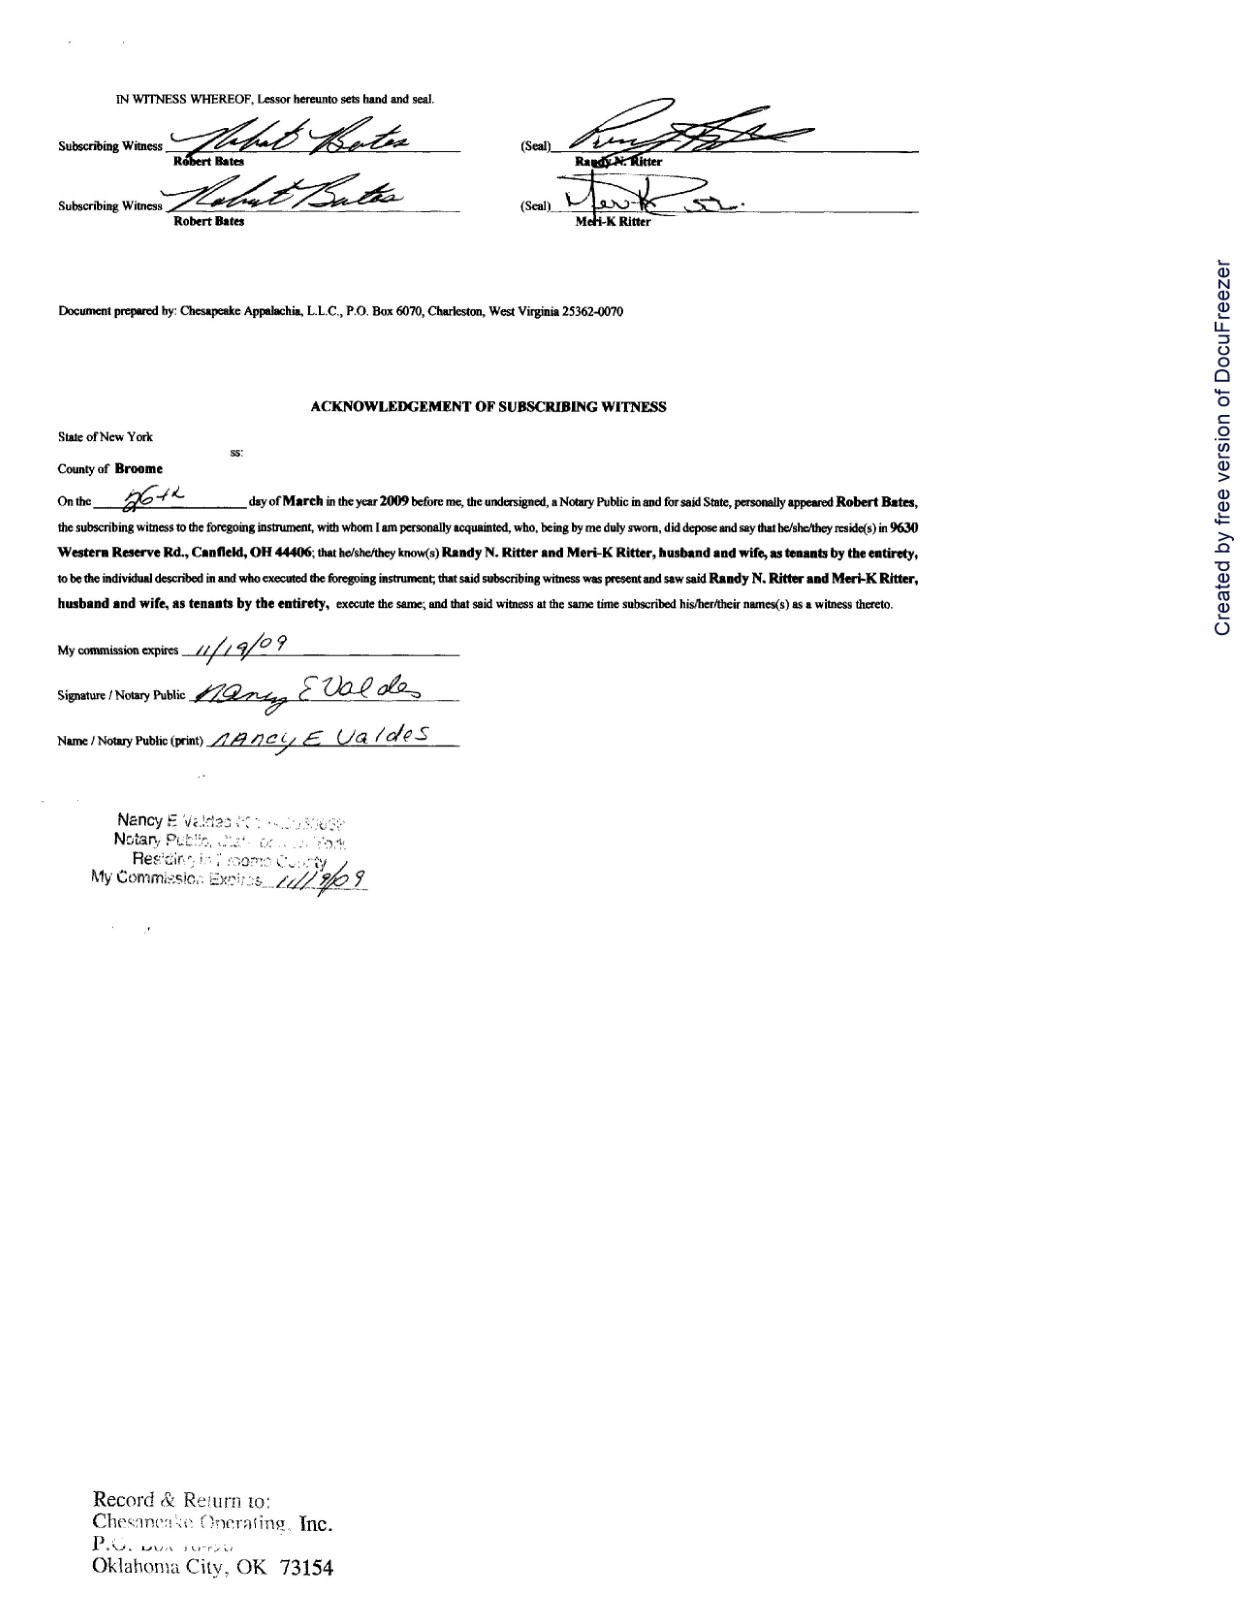 IN WITNESS WHEREOF, Lessor hereunto sets hand and seal.
Subscribing Witness Robert Bates (Seal)
Robert Bates Randy N. Ritter
Subscribing Witness Robert Bates (Seal)
Robert Bates Meri-K Ritter
Document prepared by: Chesapeake Appalachia, L.L.C., P.O. Box 6070, Charleston, West Virginia 25362-0070
ACKNOWLEDGEMENT OF SUBSCRIBING WITNESS
State of New York
ss:
County of Broome
On the 26th day of March in the year 2009 before me, the undersigned, a Notary Public in and for said State, personally appeared Robert Bates,
the subscribing witness to the foregoing instrument, with whom I am personally acquainted, who, being by me duly sworn, did depose and say that he/she/they reside(s) in 9630
Western Reserve Rd., Canfield, OH 44406; that he/she/they know(s) Randy N. Ritter and Meri-K Ritter, husband and wife, as tenants by the entirety,
to be the individual described in and who executed the foregoing instrument; that said subscribing witness was present and saw said Randy N. Ritter and Meri-K Ritter,
husband and wife, as tenants by the entirety, execute the same; and that said witness at the same time subscribed his/her/their names(s) as a witness thereto.
My commission expires 11/19/09
Signature / Notary Public Nancy E Valdes
Name / Notary Public (print) NANCY E Valdes
Nancy E Valdes
Notary Public, York
Residing in Broome County
My Commission Expires 11/19/09
Record & Return to:
Chesapeake Operating, Inc.
P.O. Box
Oklahoma City, OK 73154
Created by free version of DocuFreezer